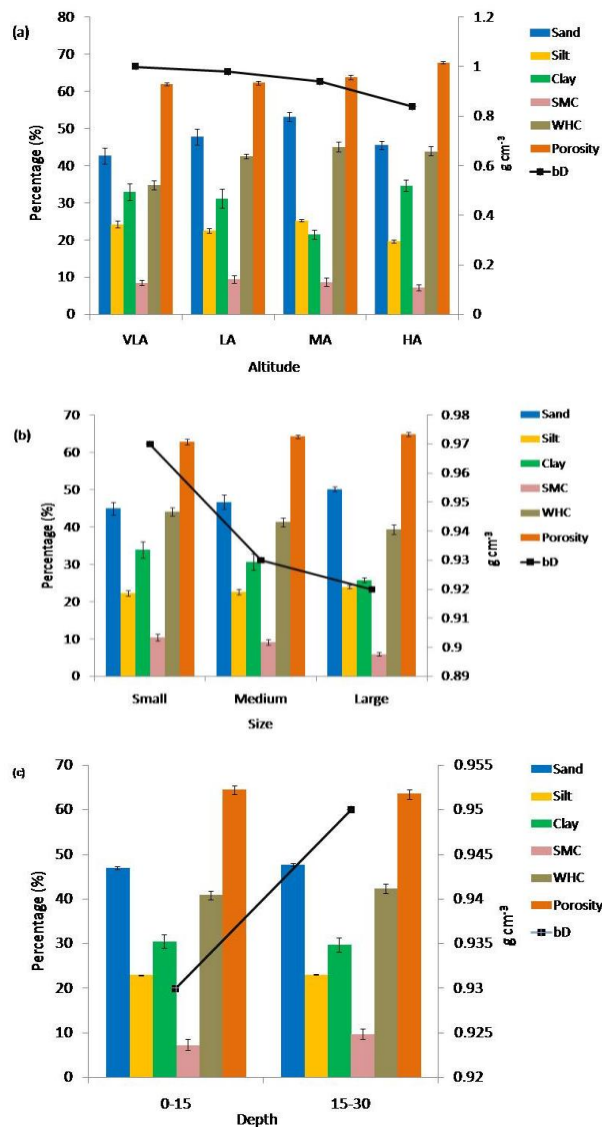 (a)
80
70
60
50
40
30
20
10
0
Percentage (%)
VLA LA MA HA
Altitude
1.2
1
0.8
0.6
0.4
0.2
0
g cm-3
Sand
Silt
Clay
SMC
WHC
Porosity
bD
(b)
70
60
50
40
30
20
10
0
Percentage (%)
Small Medium Large
Size
0.98
0.97
0.96
0.95
0.94
0.93
0.92
0.91
0.9
0.89
g cm-3
Sand
Silt
Clay
SMC
WHC
Porosity
bD
(c)
70
60
50
40
30
20
10
0
Percentage (%)
0-15 15-30
Depth
0.955
0.95
0.945
0.94
0.935
0.93
0.925
0.92
g cm-3
Sand
Silt
Clay
SMC
WHC
Porosity
bD